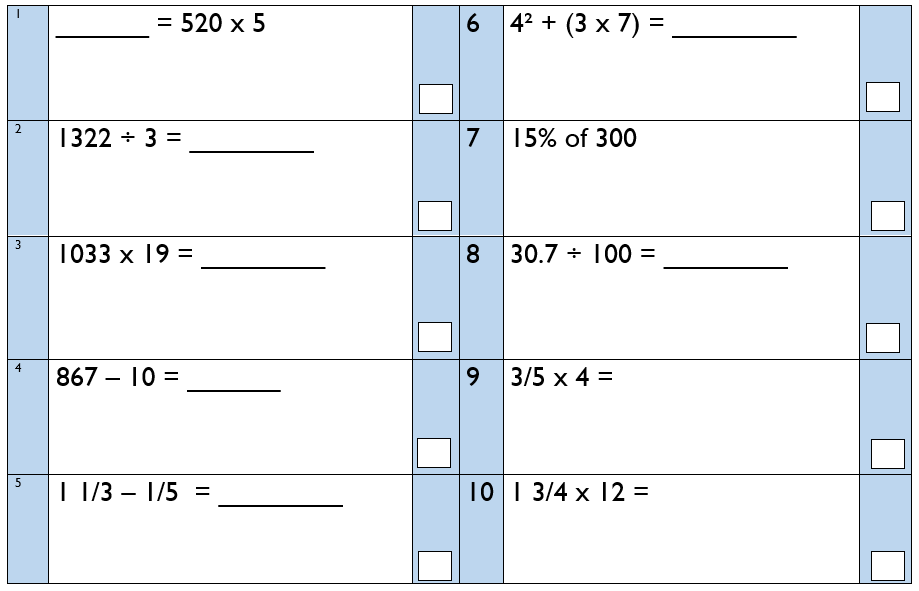 1 _______ = 520 x 5
2 1322 ÷ 3 = _________
3 1033 x 19 = _________
4 867 – 10 = _______
5 1 1/3 – 1/5 = _________
6 4² + (3 x 7) = _________
7 15% of 300
8 30.7 ÷ 100 = _________
9 3/5 x 4 =
10 1 3/4 x 12 =